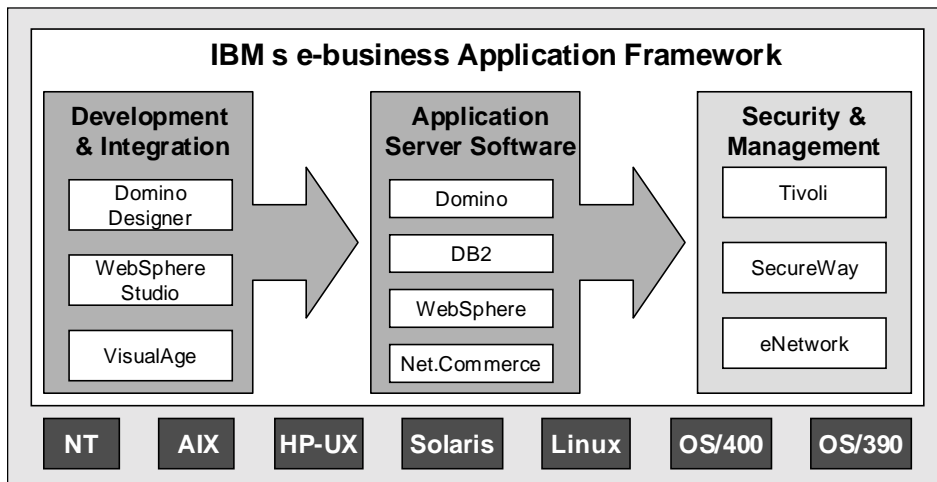 IBM s e-business Application Framework
Development
& Integration
Domino
Designer
WebSphere
Studio
VisualAge
Application
Server Software
Domino
DB2
WebSphere
Net.Commerce
Security &
Management
Tivoli
SecureWay
eNetwork
NT
AIX
HP-UX
Solaris
Linux
OS/400
OS/390